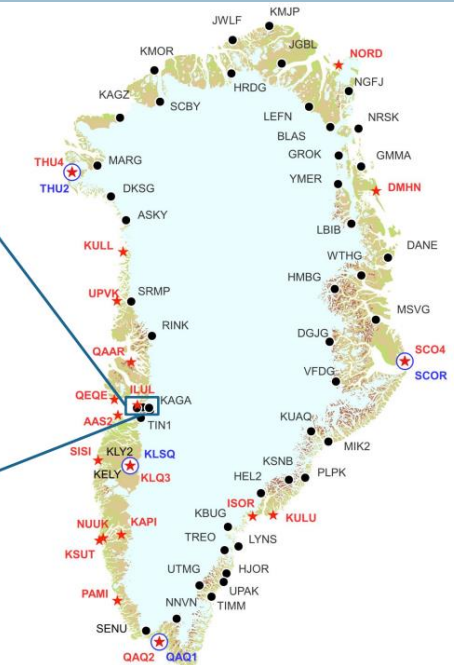 KMJP
JWLF
JGBL
KMOR
NORD
HRDG
NGFJ
KAGZ
SCBY
LEFN
BLAS
NRSK
GROK
GMMA
THU4
MARG
THU2
YMER
DMHN
DKSG
ASKY
LBIB
KULL
WTHG
DANE
HMBG
UPVK
SRMP
MSVG
RINK
DGJG
QAAR
SCO4
SCOR
VFDG
QEQE
ILUL
KAGA
AAS2
TIN1
KUAQ
MIK2
SISI
KLY2
KLSQ
KELY
KLQ3
KSNB
PLPK
HEL2
ISOR
KULU
NUUK
KAPI
KBUG
KSUT
TREO
LYNS
HJOR
UTMG
UPAK
PAMI
TIMM
NNVN
SENU
QAQ2
QAQ1